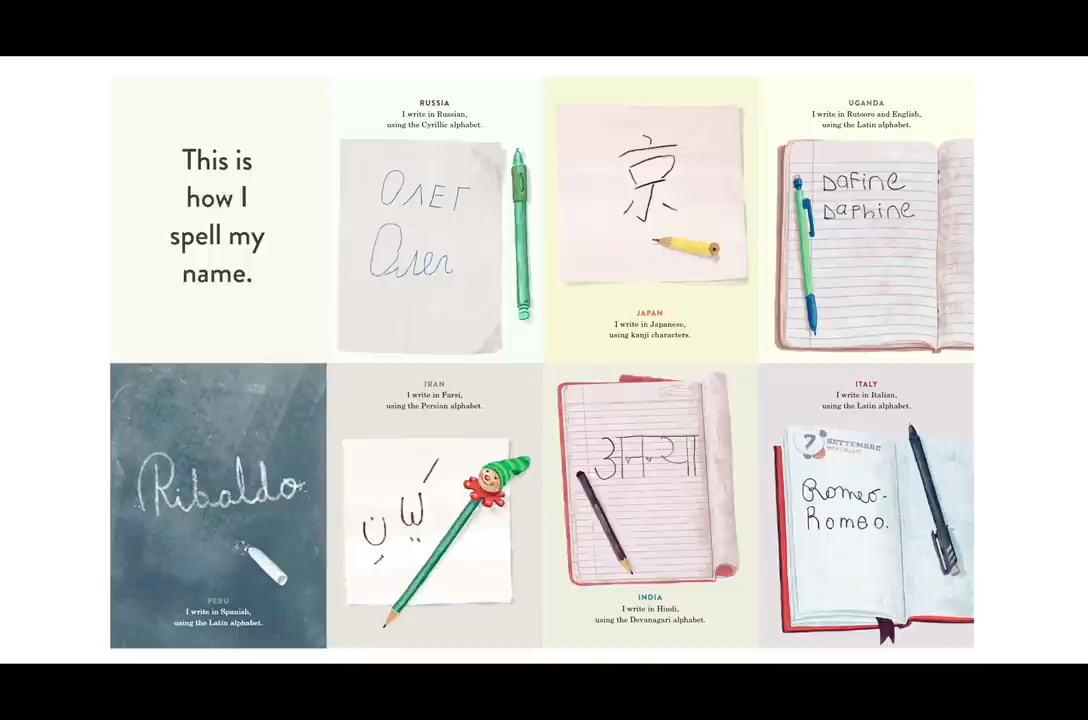 This is
how I
spell my
name.
RUSSIA
I write in Russian,
using the Cyrillic alphabet.
Олег
Олег
京
JAPAN
I write in Japanese,
using kanji characters.
UGANDA
I write in Rutooro and English,
using the Latin alphabet.
Dafine
Daphine
Ribaldo
PERU
I write in Spanish,
using the Latin alphabet.
IRAN
I write in Farsi,
using the Persian alphabet.
کیان
अनन्या
INDIA
I write in Hindi,
using the Devanagari alphabet.
ITALY
I write in Italian,
using the Latin alphabet.
7 SETTEMBRE
MERCOLEDÌ
Romeo.
Romeo.